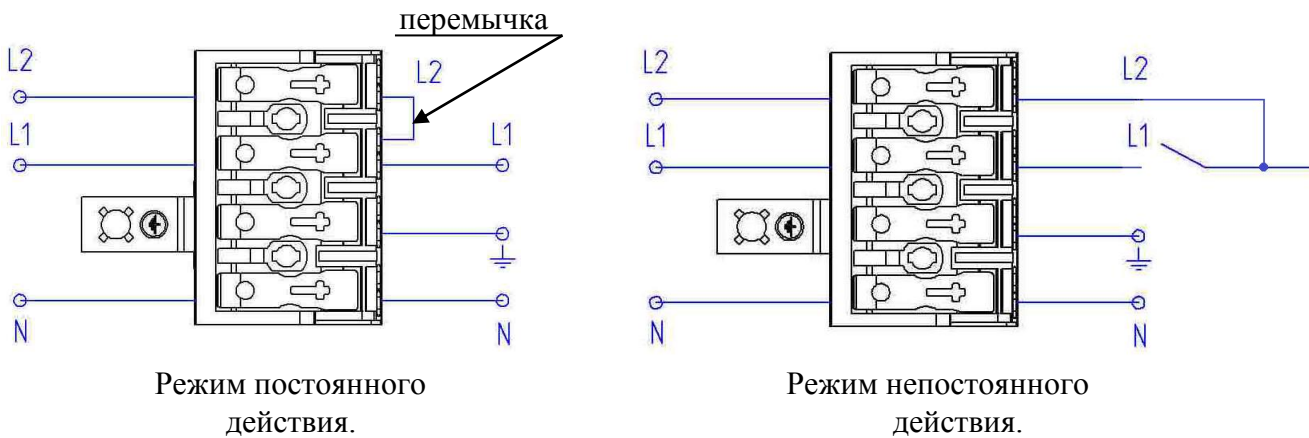 перемычка
L2
L2
L1
L1
N
N
Режим постоянного
действия.
L2
L2
L1
L1
N
N
Режим непостоянного
действия.